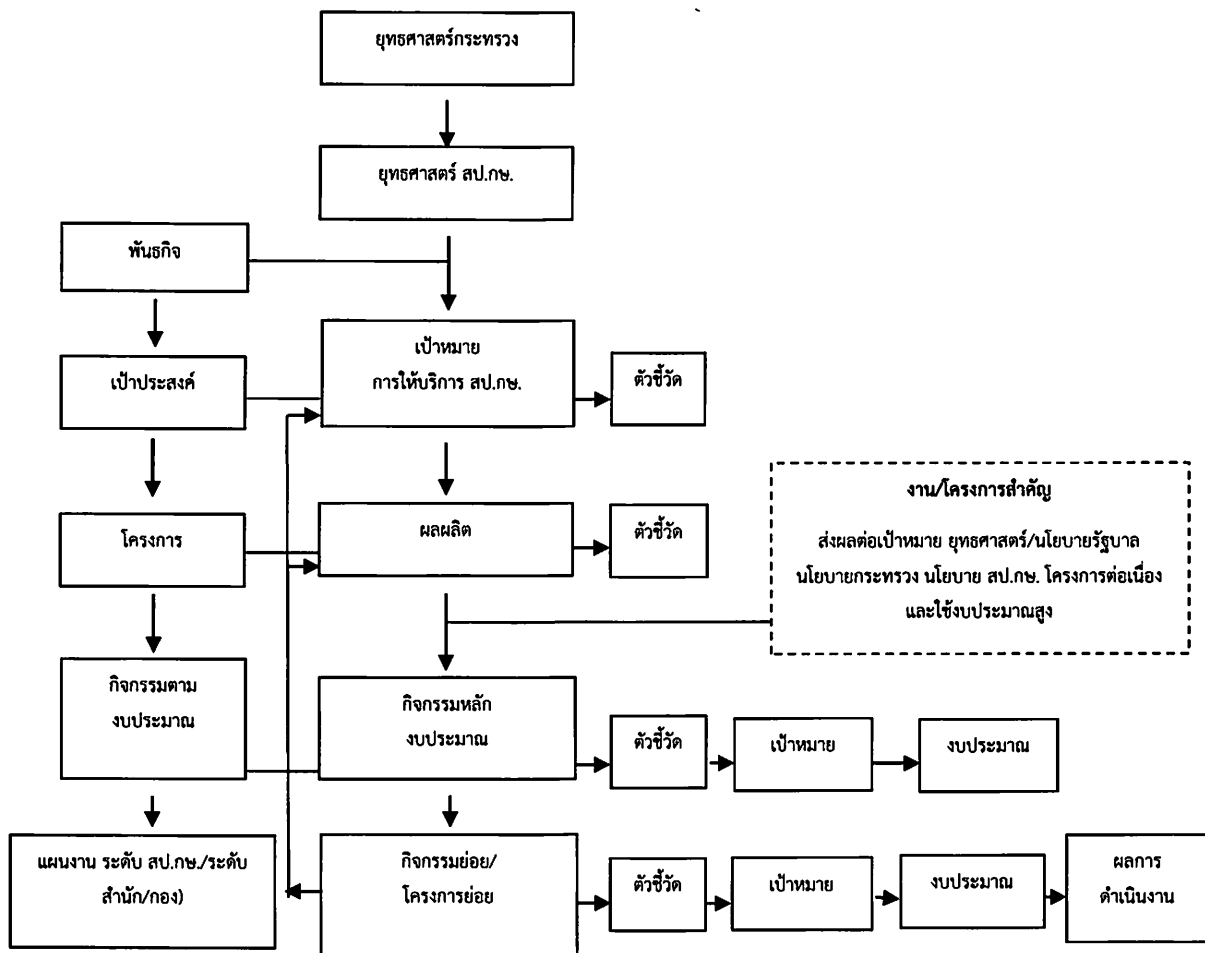 ยุทธศาสตร์กระทรวง
ยุทธศาสตร์ สป.กษ.
พันธกิจ
เป้าหมาย
การให้บริการ สป.กษ.
ตัวชี้วัด
เป้าประสงค์
งาน/โครงการสำคัญ
ส่งผลต่อเป้าหมาย ยุทธศาสตร์/นโยบายรัฐบาล
นโยบายกระทรวง นโยบาย สป.กษ. โครงการต่อเนื่อง
และใช้งบประมาณสูง
โครงการ
ผลผลิต
ตัวชี้วัด
กิจกรรมตาม
งบประมาณ
กิจกรรมหลัก
งบประมาณ
ตัวชี้วัด
เป้าหมาย
งบประมาณ
แผนงาน ระดับ สป.กษ./ระดับ
สำนัก/กอง)
กิจกรรมย่อย/
โครงการย่อย
ตัวชี้วัด
เป้าหมาย
งบประมาณ
ผลการ
ดำเนินงาน